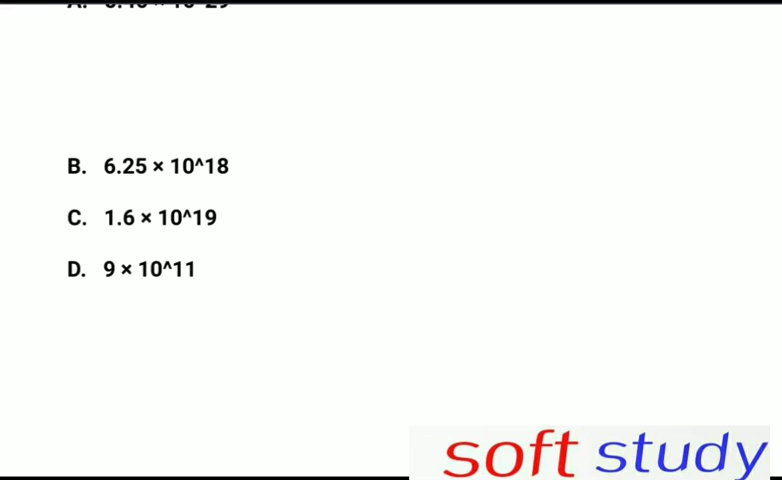 B. 6.25 × 10^18
C. 1.6 × 10^19
D. 9 × 10^11
soft study